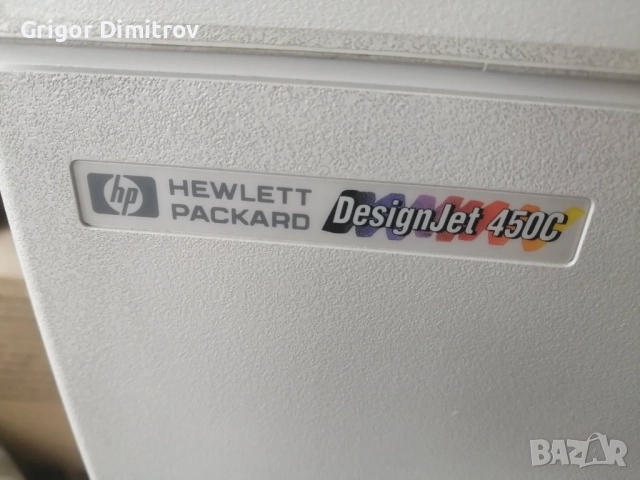 Grigor Dimitrov
hp HEWLETT
PACKARD
DesignJet 450C
BAZAR